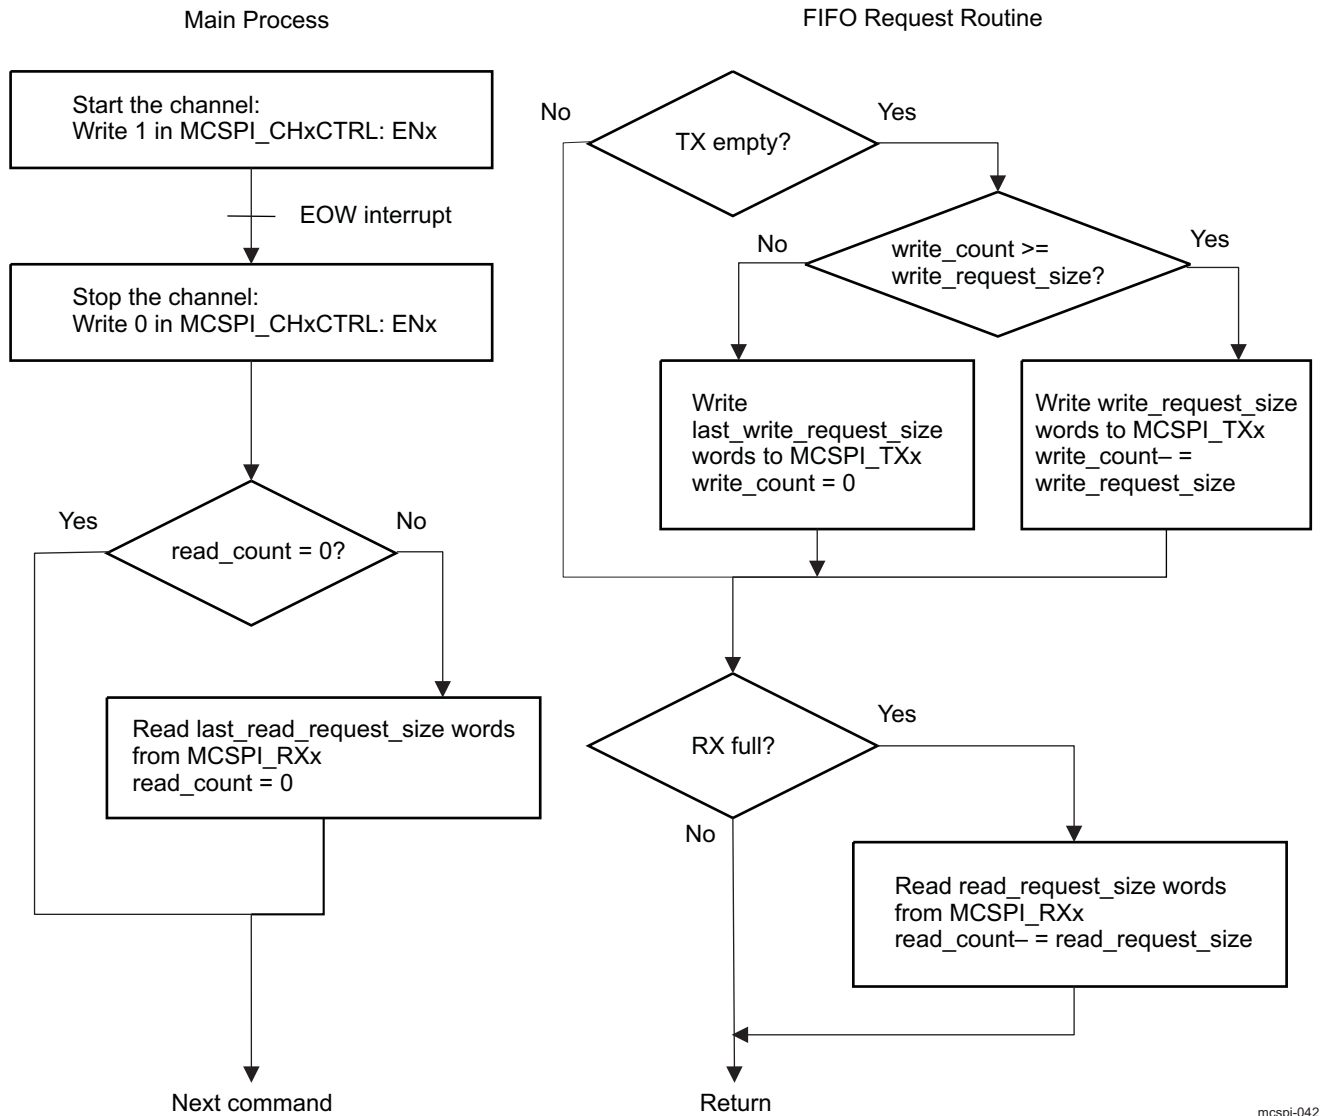 Main Process
Start the channel:
Write 1 in MCSPI_CHxCTRL: ENx
EOW interrupt
Stop the channel:
Write 0 in MCSPI_CHxCTRL: ENx
Yes
No
read_count = 0?
Read last_read_request_size words
from MCSPI_RXx
read_count = 0
Next command
FIFO Request Routine
No
Yes
TX empty?
No
Yes
write_count >=
write_request_size?
Write
last_write_request_size
words to MCSPI_TXx
write_count = 0
Write write_request_size
words to MCSPI_TXx
write_count– =
write_request_size
Yes
RX full?
No
Read read_request_size words
from MCSPI_RXx
read_count– = read_request_size
Return
mcspi-042